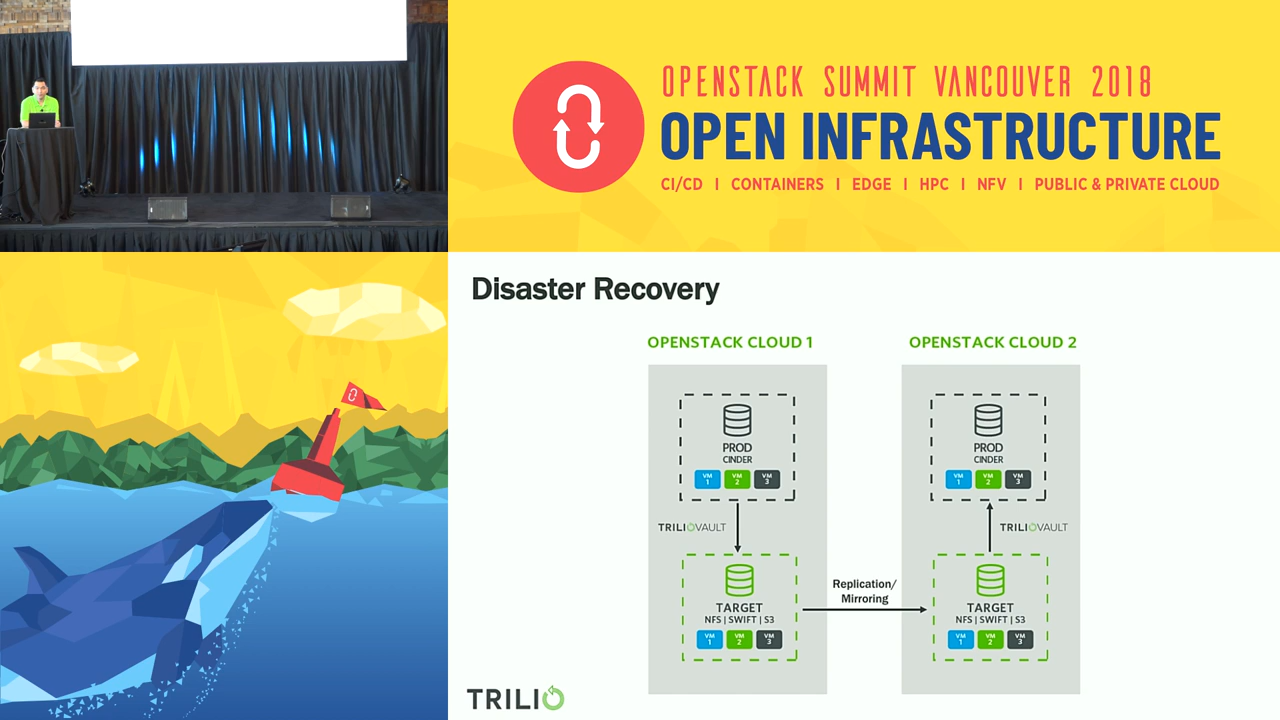 OPENSTACK SUMMIT VANCOUVER 2018
OPEN INFRASTRUCTURE
CI/CD | CONTAINERS | EDGE | HPC | NFV | PUBLIC & PRIVATE CLOUD
Disaster Recovery
OPENSTACK CLOUD 1
PROD
CINDER
VM 1
VM 2
VM 3
TRILIOVAULT
TARGET
NFS | SWIFT | S3
VM 1
VM 2
VM 3
Replication/
Mirroring
OPENSTACK CLOUD 2
PROD
CINDER
VM 1
VM 2
VM 3
TRILIOVAULT
TARGET
NFS | SWIFT | S3
VM 1
VM 2
VM 3
TRILIO